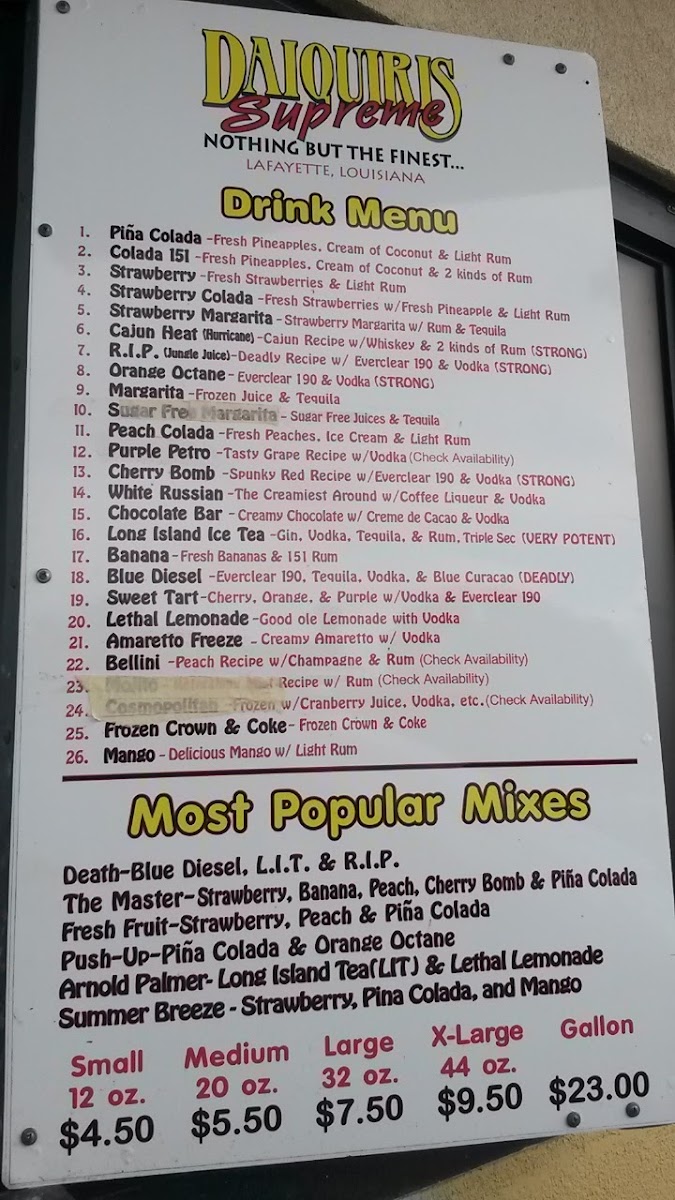 DAIQUIRIS
Supreme
NOTHING BUT THE FINEST...
LAFAYETTE, LOUISIANA
Drink Menu
1. Piña Colada -Fresh Pineapples, Cream of Coconut & Light Rum
2. Colada 151 -Fresh Pineapples, Cream of Coconut & 2 kinds of Rum
3. Strawberry -Fresh Strawberries & Light Rum
4. Strawberry Colada -Fresh Strawberries w/Fresh Pineapple & Light Rum
5. Strawberry Margarita -Strawberry Margarita w/ Rum & Tequila
6. Cajun Heat (Hurricane) -Cajun Recipe w/Whiskey & 2 kinds of Rum (STRONG)
7. R.I.P. (Jungle Juice)-Deadly Recipe w/ Everclear 190 & Vodka (STRONG)
8. Orange Octane - Everclear 190 & Vodka (STRONG)
9. Margarita -Frozen Juice & Tequila
10. Sugar Free Margarita - Sugar Free Juices & Tequila
11. Peach Colada -Fresh Peaches, Ice Cream & Light Rum
12. Purple Petro -Tasty Grape Recipe w/Vodka (Check Availability)
13. Cherry Bomb -Spunky Red Recipe w/Everclear 190 & Vodka (STRONG)
14. White Russian -The Creamiest Around w/Coffee Liqueur & Vodka
15. Chocolate Bar - Creamy Chocolate w/ Creme de Cacao & Vodka
16. Long Island Ice Tea -Gin, Vodka, Tequila, & Rum, Triple Sec (VERY POTENT)
17. Banana -Fresh Bananas & 151 Rum
18. Blue Diesel -Everclear 190, Tequila, Vodka, & Blue Curacao (DEADLY)
19. Sweet Tart-Cherry, Orange, & Purple w/Vodka & Everclear 190
20. Lethal Lemonade -Good ole Lemonade with Vodka
21. Amaretto Freeze - Creamy Amaretto w/ Vodka
22. Bellini -Peach Recipe w/Champagne & Rum (Check Availability)
23. Mojito - Mint Recipe w/ Rum (Check Availability)
24. Cosmopolitan -Frozen w/Cranberry Juice, Vodka, etc.(Check Availability)
25. Frozen Crown & Coke- Frozen Crown & Coke
26. Mango - Delicious Mango w/ Light Rum
Most Popular Mixes
Death-Blue Diesel, L.I.T. & R.I.P.
The Master-Strawberry, Banana, Peach, Cherry Bomb & Piña Colada
Fresh Fruit-Strawberry, Peach & Piña Colada
Push-Up-Piña Colada & Orange Octane
Arnold Palmer- Long Island Tea(LIT) & Lethal Lemonade
Summer Breeze - Strawberry, Pina Colada, and Mango
Small Medium Large X-Large Gallon
12 oz. 20 oz. 32 oz. 44 oz.
$4.50 $5.50 $7.50 $9.50 $23.00